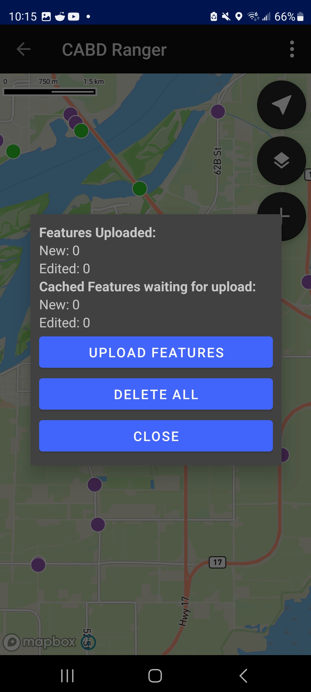 10:15
66%
CABD Ranger
0 750 m 1.5 km
62B St
Features Uploaded:
New: 0
Edited: 0
Cached Features waiting for upload:
New: 0
Edited: 0
UPLOAD FEATURES
DELETE ALL
CLOSE
17
Hwy 17
mapbox